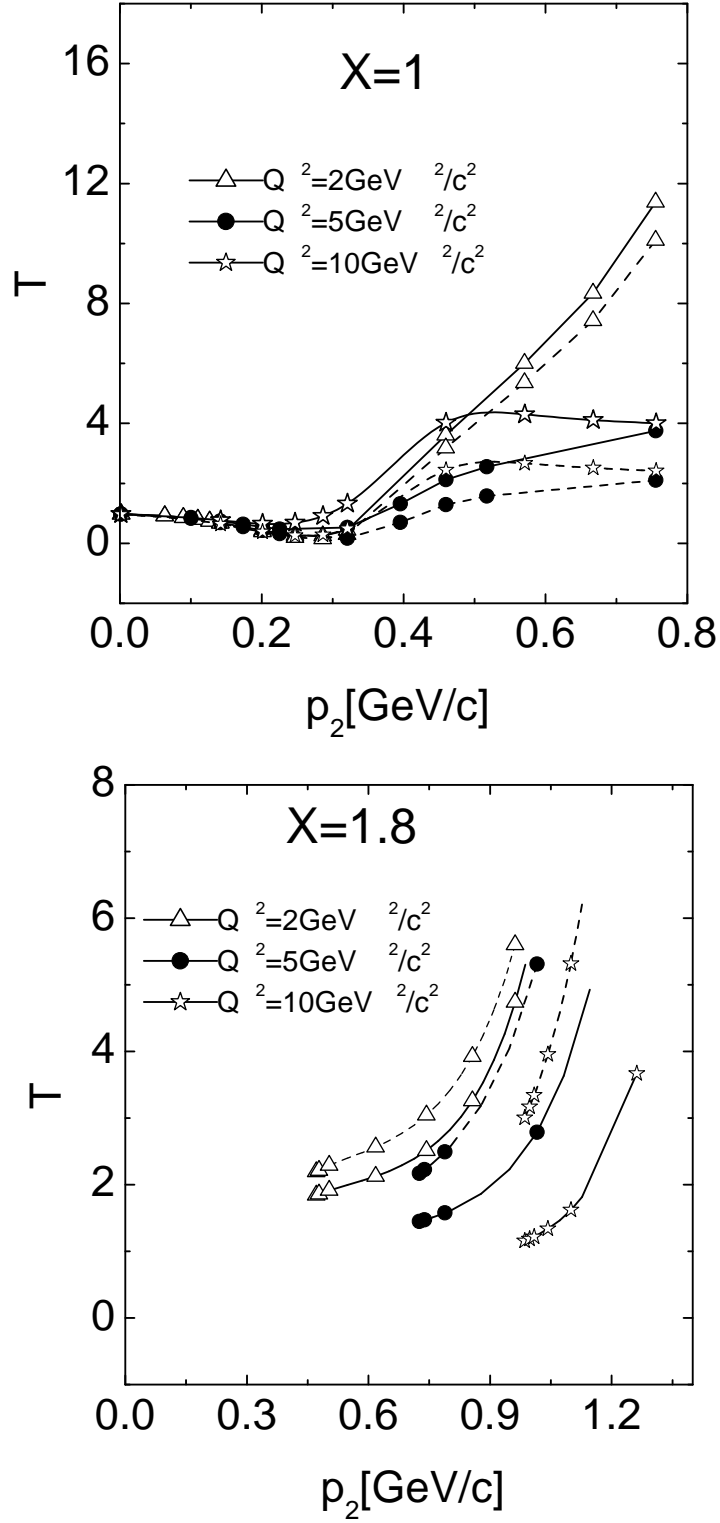 16
X=1
Q ²=2GeV ²/c²
12
Q ²=5GeV ²/c²
Q ²=10GeV ²/c²
T
8
4
0
0.0 0.2 0.4 0.6 0.8
p₂[GeV/c]
8
X=1.8
Q ²=2GeV ²/c²
6
Q ²=5GeV ²/c²
Q ²=10GeV ²/c²
4
T
2
0
0.0 0.3 0.6 0.9 1.2
p₂[GeV/c]